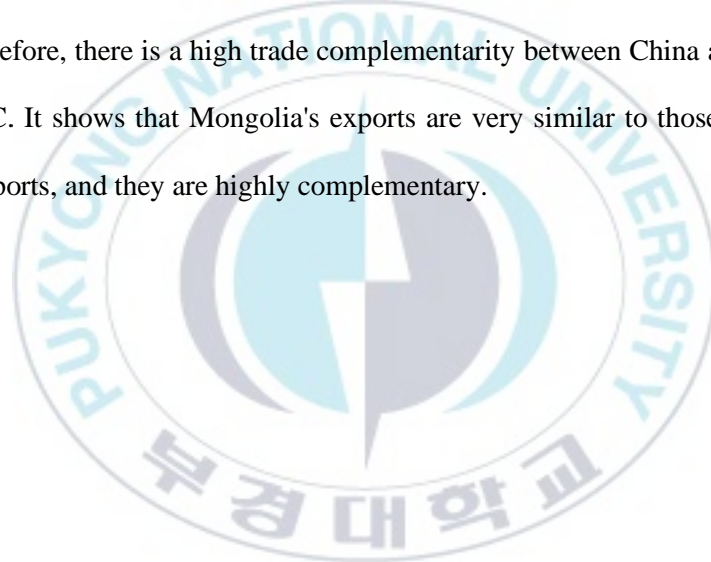 efore, there is a high trade complementarity between China a
C. It shows that Mongolia's exports are very similar to those
ports, and they are highly complementary.
PUKYONG NATIONAL UNIVERSITY
부경대학교